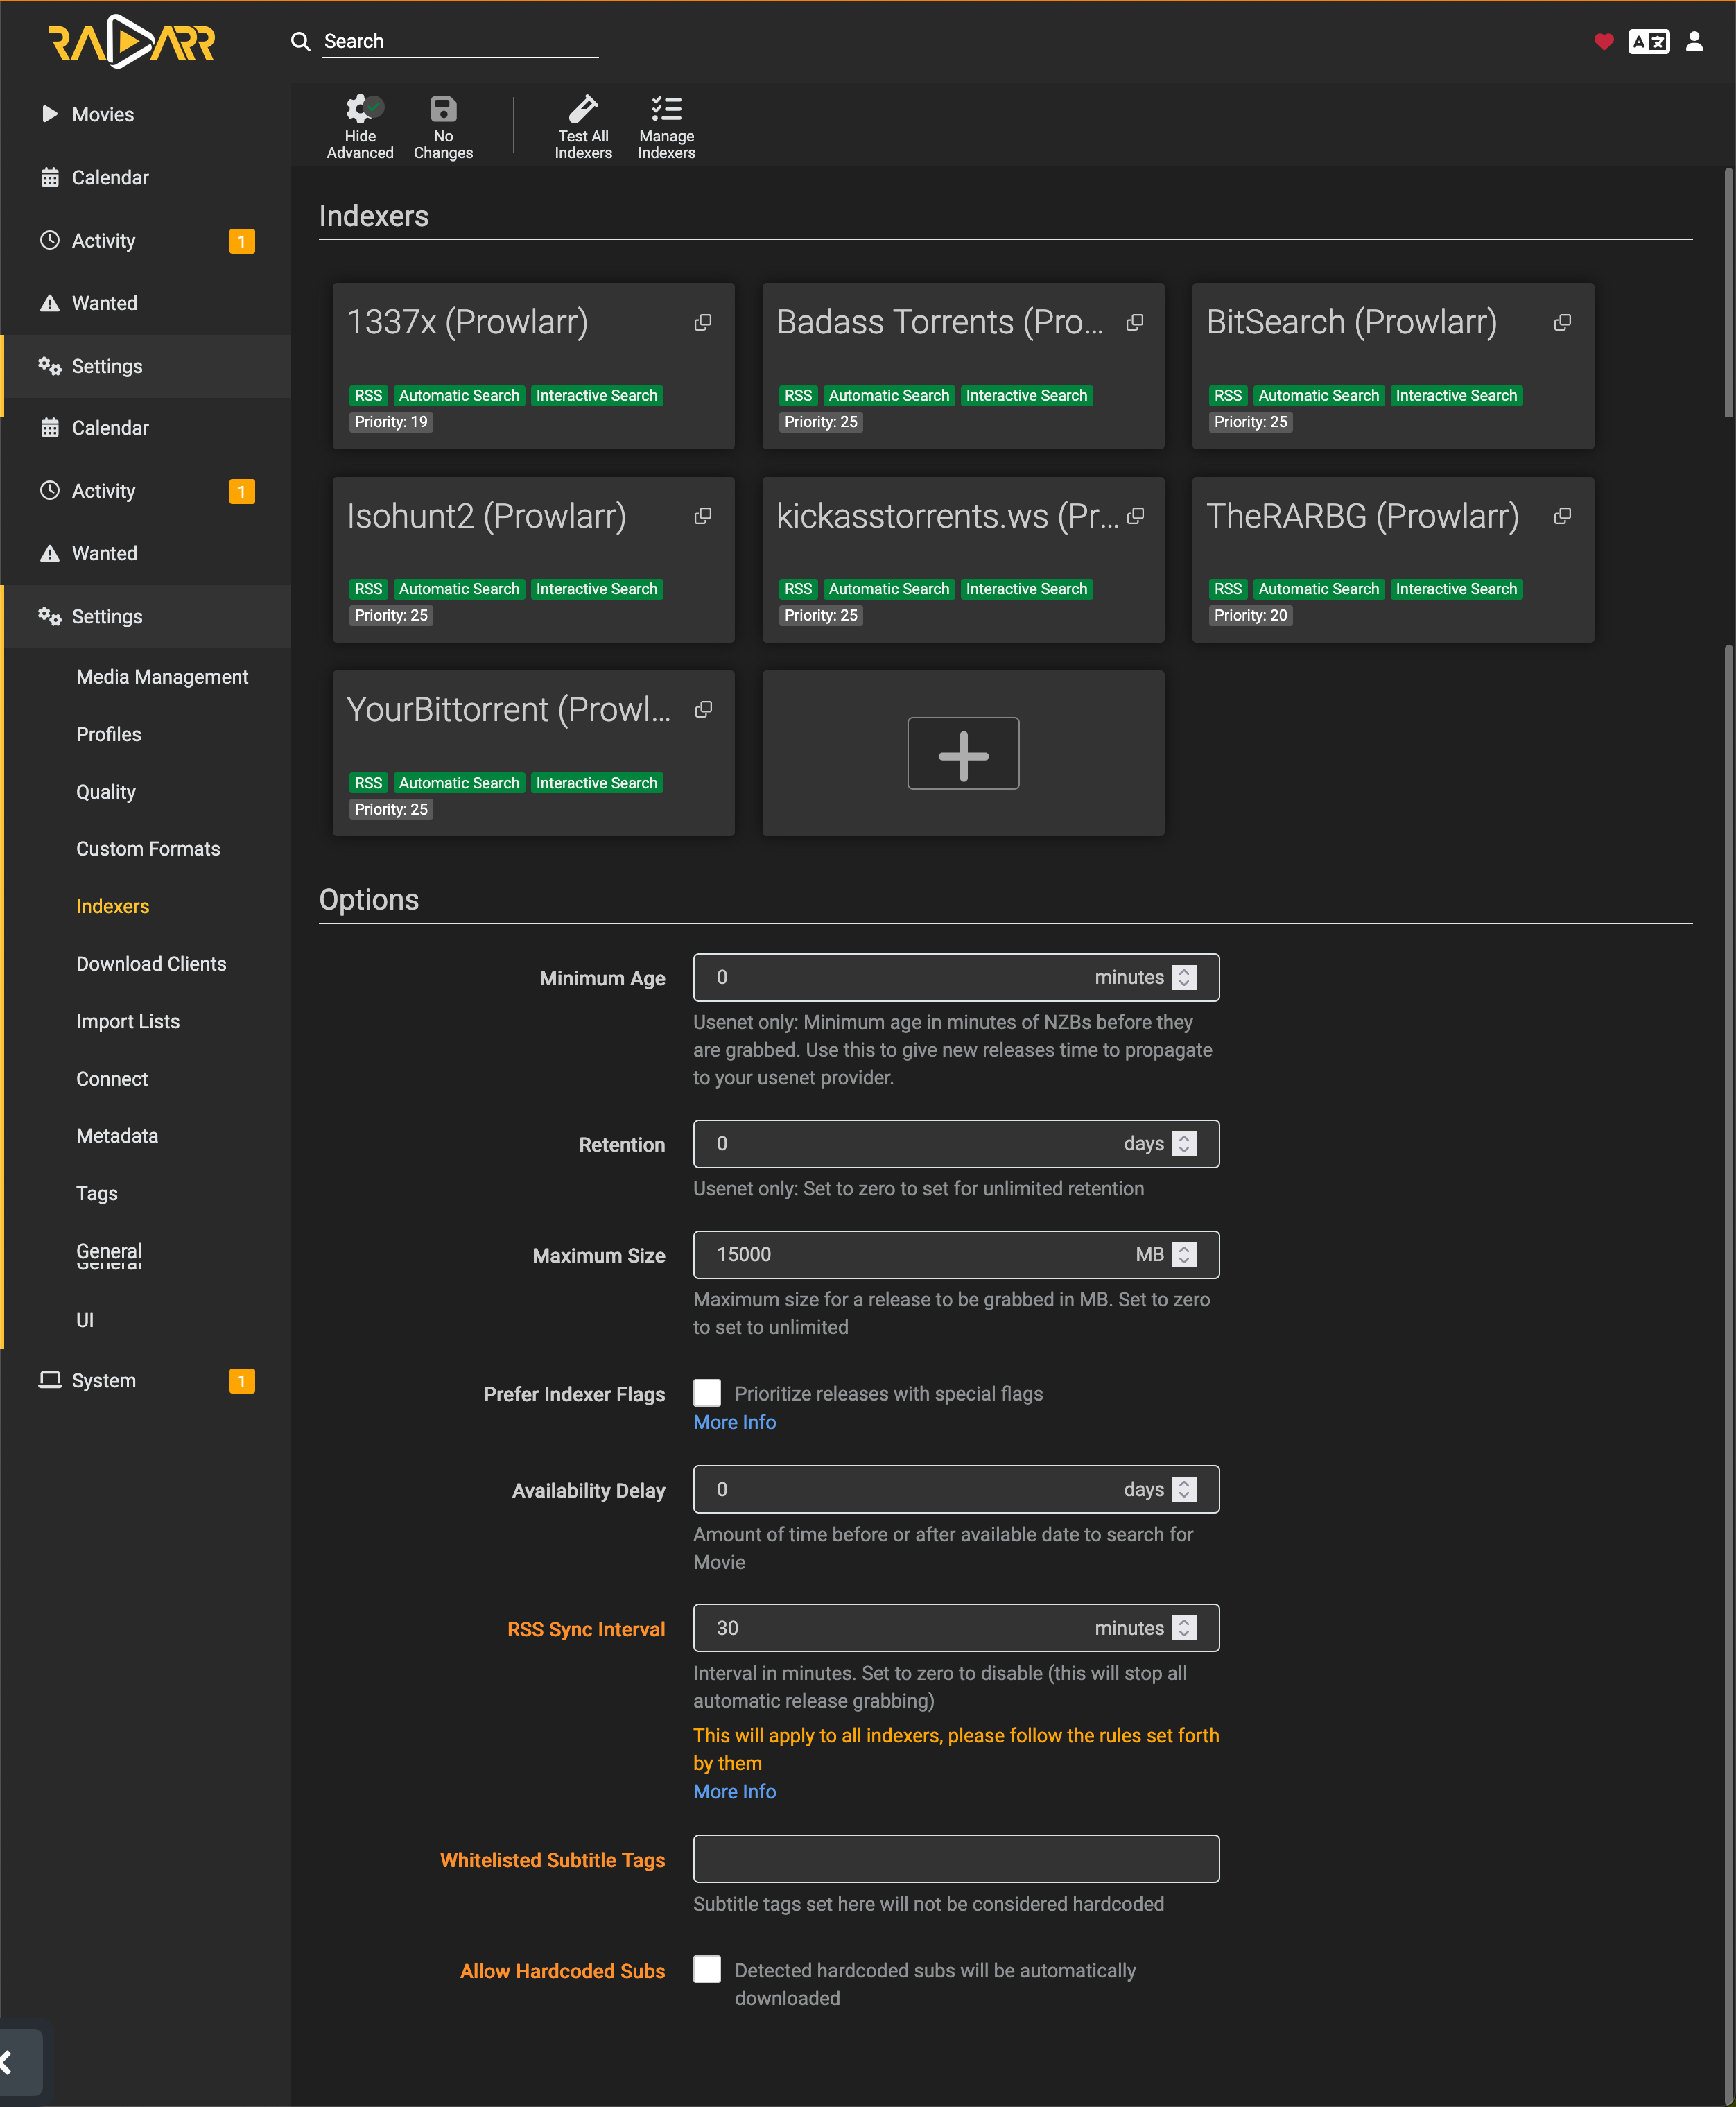 RADARR
Search
Movies
Calendar
Activity 1
Wanted
Settings
Calendar
Activity 1
Wanted
Settings
Media Management
Profiles
Quality
Custom Formats
Indexers
Download Clients
Import Lists
Connect
Metadata
Tags
General
General
UI
System 1
Hide
Advanced
No
Changes
Test All
Indexers
Manage
Indexers
Indexers
1337x (Prowlarr)
RSS Automatic Search Interactive Search
Priority: 19
Badass Torrents (Pro...
RSS Automatic Search Interactive Search
Priority: 25
BitSearch (Prowlarr)
RSS Automatic Search Interactive Search
Priority: 25
Isohunt2 (Prowlarr)
RSS Automatic Search Interactive Search
Priority: 25
kickasstorrents.ws (Pr...
RSS Automatic Search Interactive Search
Priority: 25
TheRARBG (Prowlarr)
RSS Automatic Search Interactive Search
Priority: 20
YourBittorrent (Prowl...
RSS Automatic Search Interactive Search
Priority: 25
Options
Minimum Age 0 minutes
Usenet only: Minimum age in minutes of NZBs before they
are grabbed. Use this to give new releases time to propagate
to your usenet provider.
Retention 0 days
Usenet only: Set to zero to set for unlimited retention
Maximum Size 15000 MB
Maximum size for a release to be grabbed in MB. Set to zero
to set to unlimited
Prefer Indexer Flags Prioritize releases with special flags
More Info
Availability Delay 0 days
Amount of time before or after available date to search for
Movie
RSS Sync Interval 30 minutes
Interval in minutes. Set to zero to disable (this will stop all
automatic release grabbing)
This will apply to all indexers, please follow the rules set forth
by them
More Info
Whitelisted Subtitle Tags
Subtitle tags set here will not be considered hardcoded
Allow Hardcoded Subs Detected hardcoded subs will be automatically
downloaded